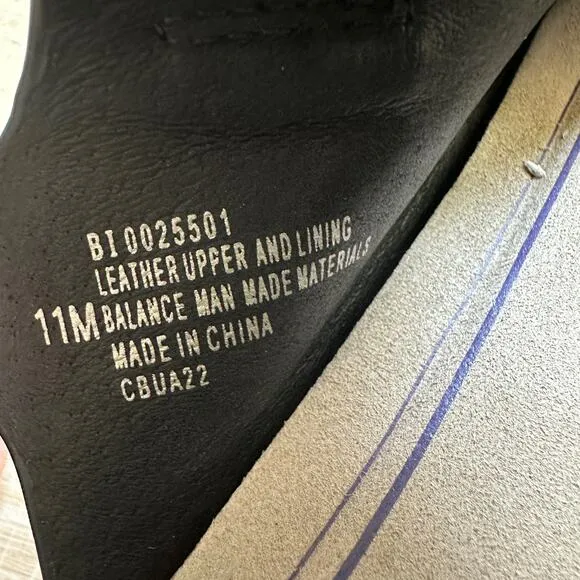 BI0025501
LEATHER UPPER AND LINING
11M BALANCE MAN MADE MATERIALS
MADE IN CHINA
CBUA22